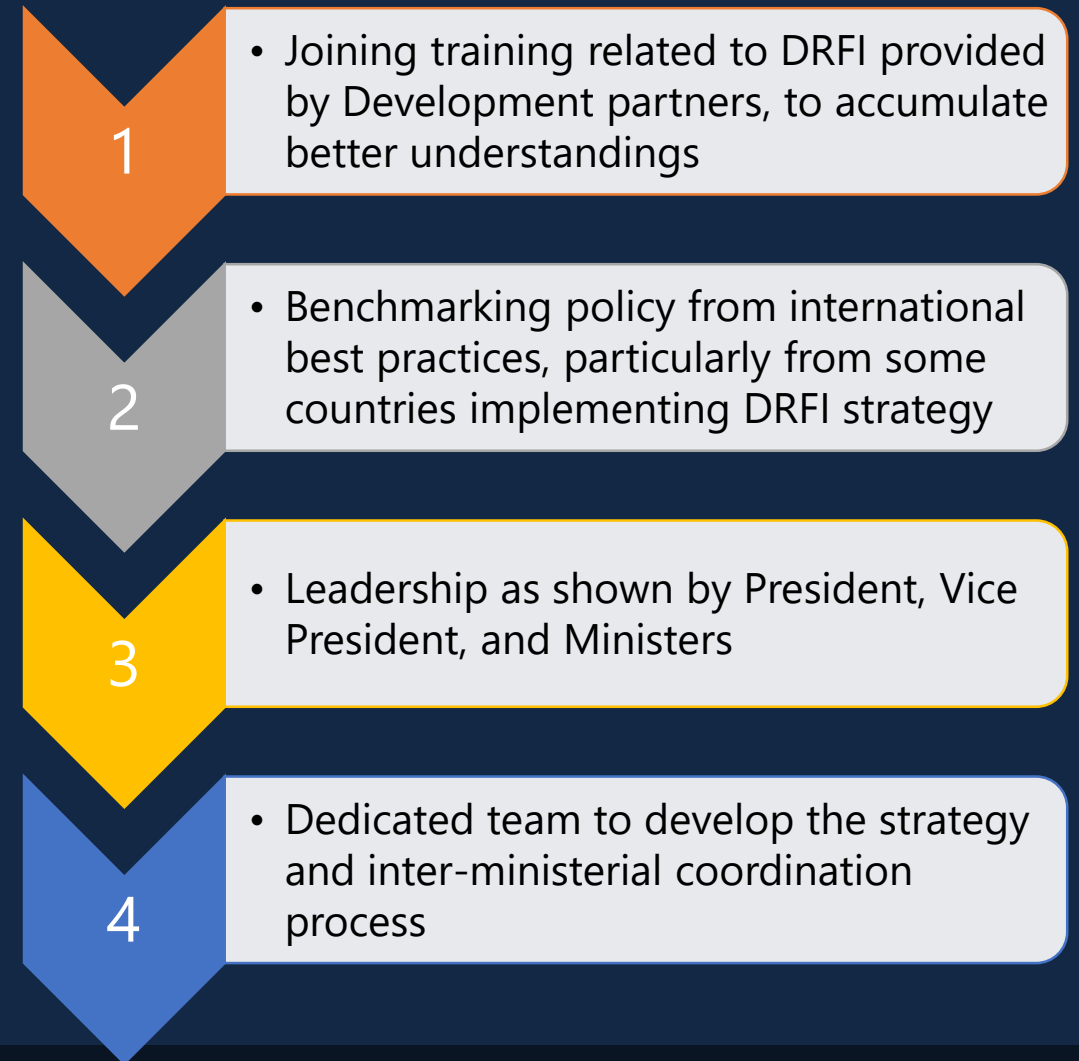 1
• Joining training related to DRFI provided
by Development partners, to accumulate
better understandings
2
• Benchmarking policy from international
best practices, particularly from some
countries implementing DRFI strategy
3
• Leadership as shown by President, Vice
President, and Ministers
4
• Dedicated team to develop the strategy
and inter-ministerial coordination
process